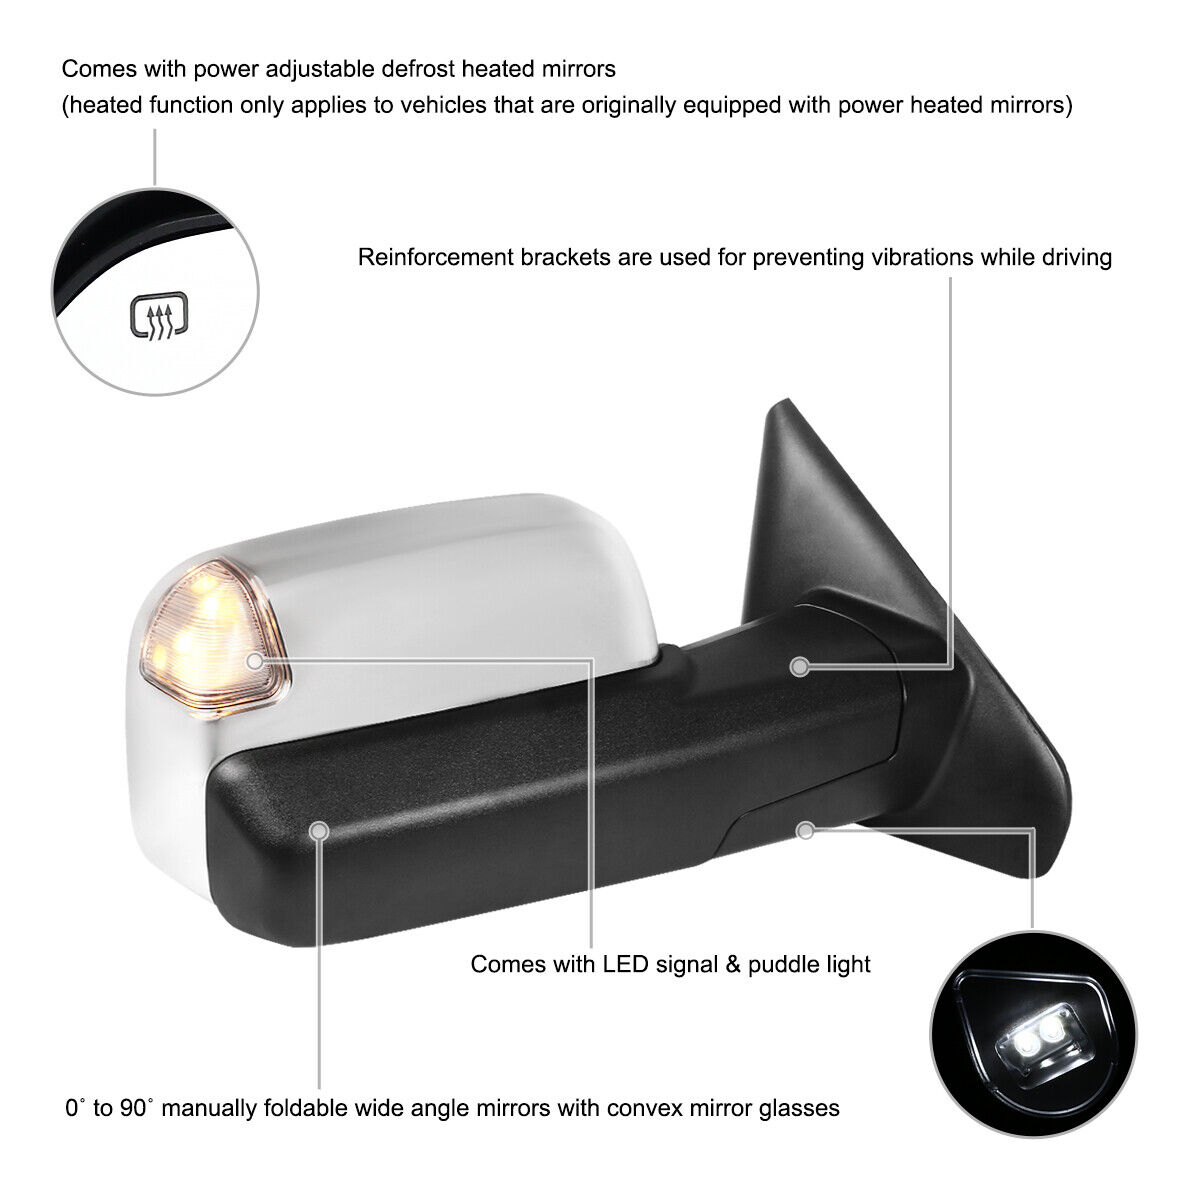 Comes with power adjustable defrost heated mirrors
(heated function only applies to vehicles that are originally equipped with power heated mirrors)
Reinforcement brackets are used for preventing vibrations while driving
Comes with LED signal & puddle light
0˚ to 90˚ manually foldable wide angle mirrors with convex mirror glasses